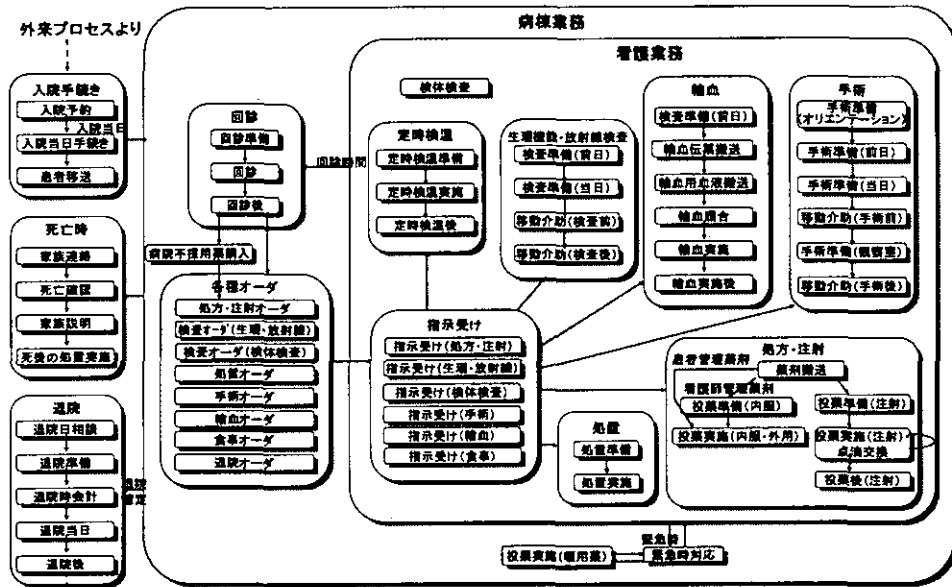 外来プロセスより
入院手続き
入院予約
入院当日
入院当日手続き
患者移送
死亡時
家族連絡
死亡確認
家族説明
死後の処置実施
退院
退院日相談
退院準備
退院時会計
退院当日
退院後
退院
確定
病棟業務
回診
回診準備
回診
回診後
回診時間
病院不採用薬購入
各種オーダ
処方・注射オーダ
検査オーダ(生理・放射線)
検査オーダ(検体検査)
処置オーダ
手術オーダ
輸血オーダ
食事オーダ
退院オーダ
看護業務
検体検査
定時検温
定時検温準備
定時検温実施
定時検温後
生理機能・放射線検査
検査準備(前日)
検査準備(当日)
移動介助(検査前)
移動介助(検査後)
輸血
検査準備(前日)
輸血伝票搬送
輸血用血液搬送
輸血照合
輸血実施
輸血実施後
手術
手術準備
(オリエンテーション)
手術準備(前日)
手術準備(当日)
移動介助(手術前)
手術準備(観察室)
移動介助(手術後)
指示受け
指示受け(処方・注射)
指示受け(生理・放射線)
指示受け(検体検査)
指示受け(手術)
指示受け(輸血)
指示受け(食事)
処置
処置準備
処置実施
処方・注射
患者管理薬剤
薬剤搬送
看護師管理薬剤
投薬準備(内服)
投薬実施(内服・外用)
投薬準備(注射)
投薬実施(注射)・
点滴交換
投薬後(注射)
緊急時
投薬実施(頓用薬)
緊急時対応